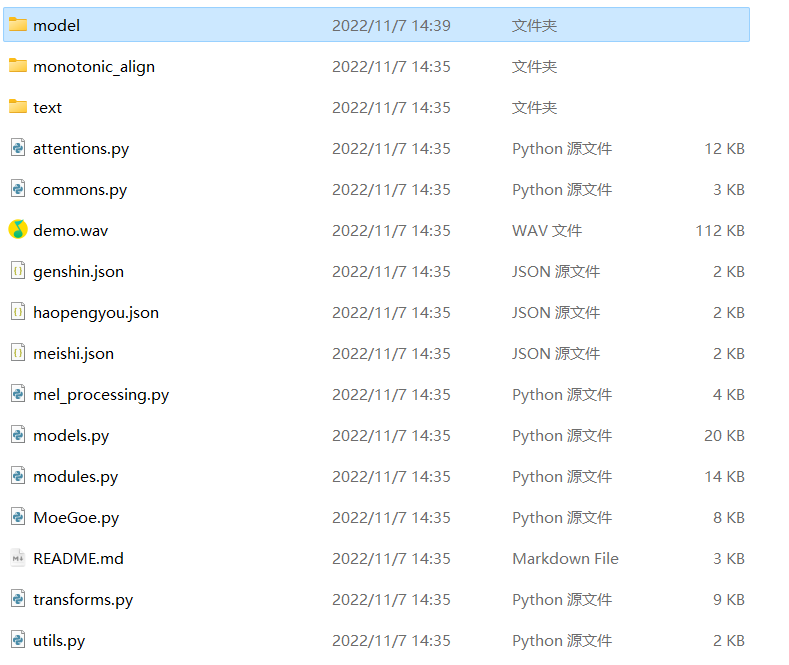 model 2022/11/7 14:39 文件夹
monotonic_align 2022/11/7 14:35 文件夹
text 2022/11/7 14:35 文件夹
attentions.py 2022/11/7 14:35 Python 源文件 12 KB
commons.py 2022/11/7 14:35 Python 源文件 3 KB
demo.wav 2022/11/7 14:35 WAV 文件 112 KB
genshin.json 2022/11/7 14:35 JSON 源文件 2 KB
haopengyou.json 2022/11/7 14:35 JSON 源文件 2 KB
meishi.json 2022/11/7 14:35 JSON 源文件 2 KB
mel_processing.py 2022/11/7 14:35 Python 源文件 4 KB
models.py 2022/11/7 14:35 Python 源文件 20 KB
modules.py 2022/11/7 14:35 Python 源文件 14 KB
MoeGoe.py 2022/11/7 14:35 Python 源文件 8 KB
README.md 2022/11/7 14:35 Markdown File 3 KB
transforms.py 2022/11/7 14:35 Python 源文件 9 KB
utils.py 2022/11/7 14:35 Python 源文件 2 KB